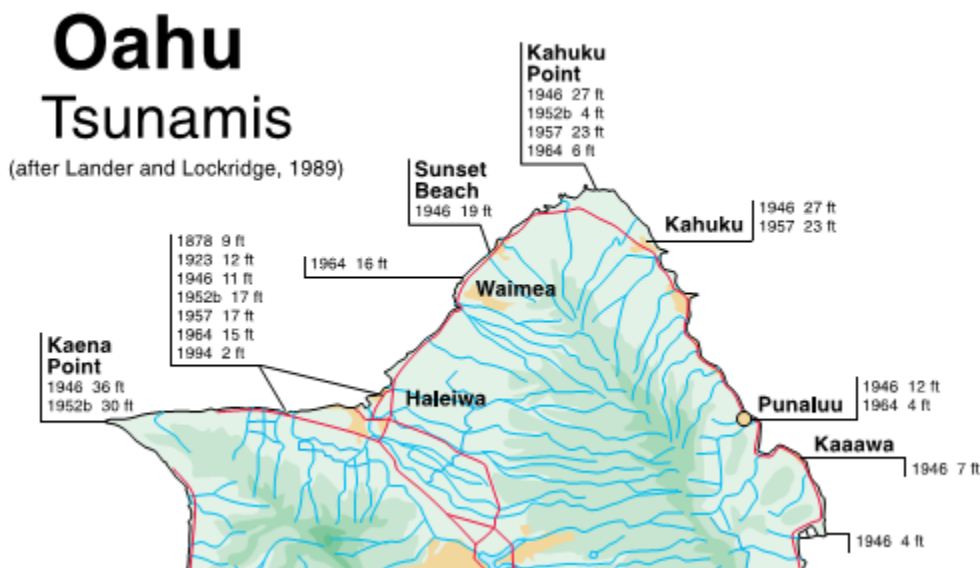 Oahu
Tsunamis
(after Lander and Lockridge, 1989)
Kahuku
Point
1946 27 ft
1952b 4 ft
1957 23 ft
1964 6 ft
Sunset
Beach
1946 19 ft
Kahuku
1946 27 ft
1957 23 ft
1878 9 ft
1923 12 ft
1946 11 ft
1952b 17 ft
1957 17 ft
1964 15 ft
1994 2 ft
1964 16 ft
Waimea
Kaena
Point
1946 36 ft
1952b 30 ft
Haleiwa
Punaluu
1946 12 ft
1964 4 ft
Kaaawa
1946 7 ft
1946 4 ft